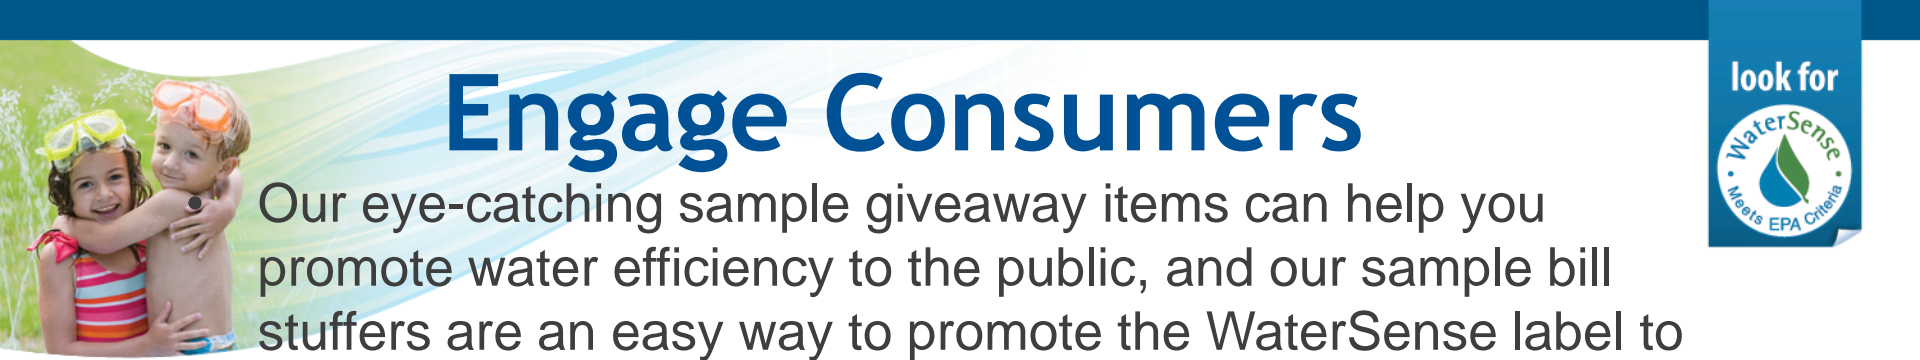 Engage Consumers
look for
WaterSense
Meets EPA Criteria
• Our eye-catching sample giveaway items can help you
promote water efficiency to the public, and our sample bill
stuffers are an easy way to promote the WaterSense label to